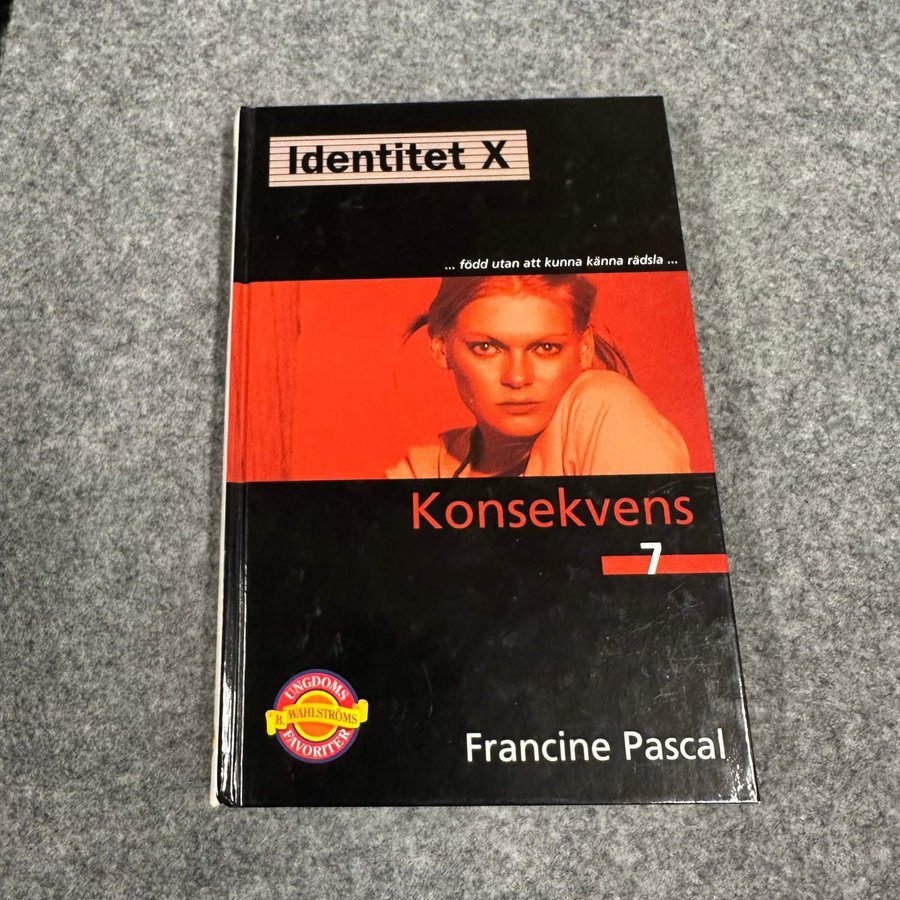 Identitet X
... född utan att kunna känna rädsla ...
Konsekvens
7
UNGDOMS
B. WAHLSTRÖMS
FAVORITER
Francine Pascal